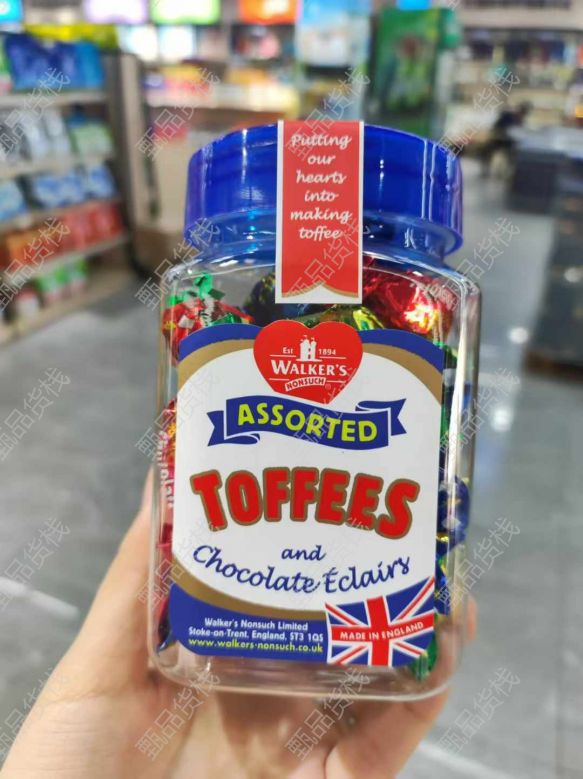 Putting
our
hearts
into
making
toffee
Est 1894
WALKER'S
NONSUCH
ASSORTED
TOFFEES
and
Chocolate Eclairs
Walker's Nonsuch Limited
Stoke-on-Trent, England, ST3 1QS
www.walkers-nonsuch.co.uk
MADE IN ENGLAND
甄品货栈